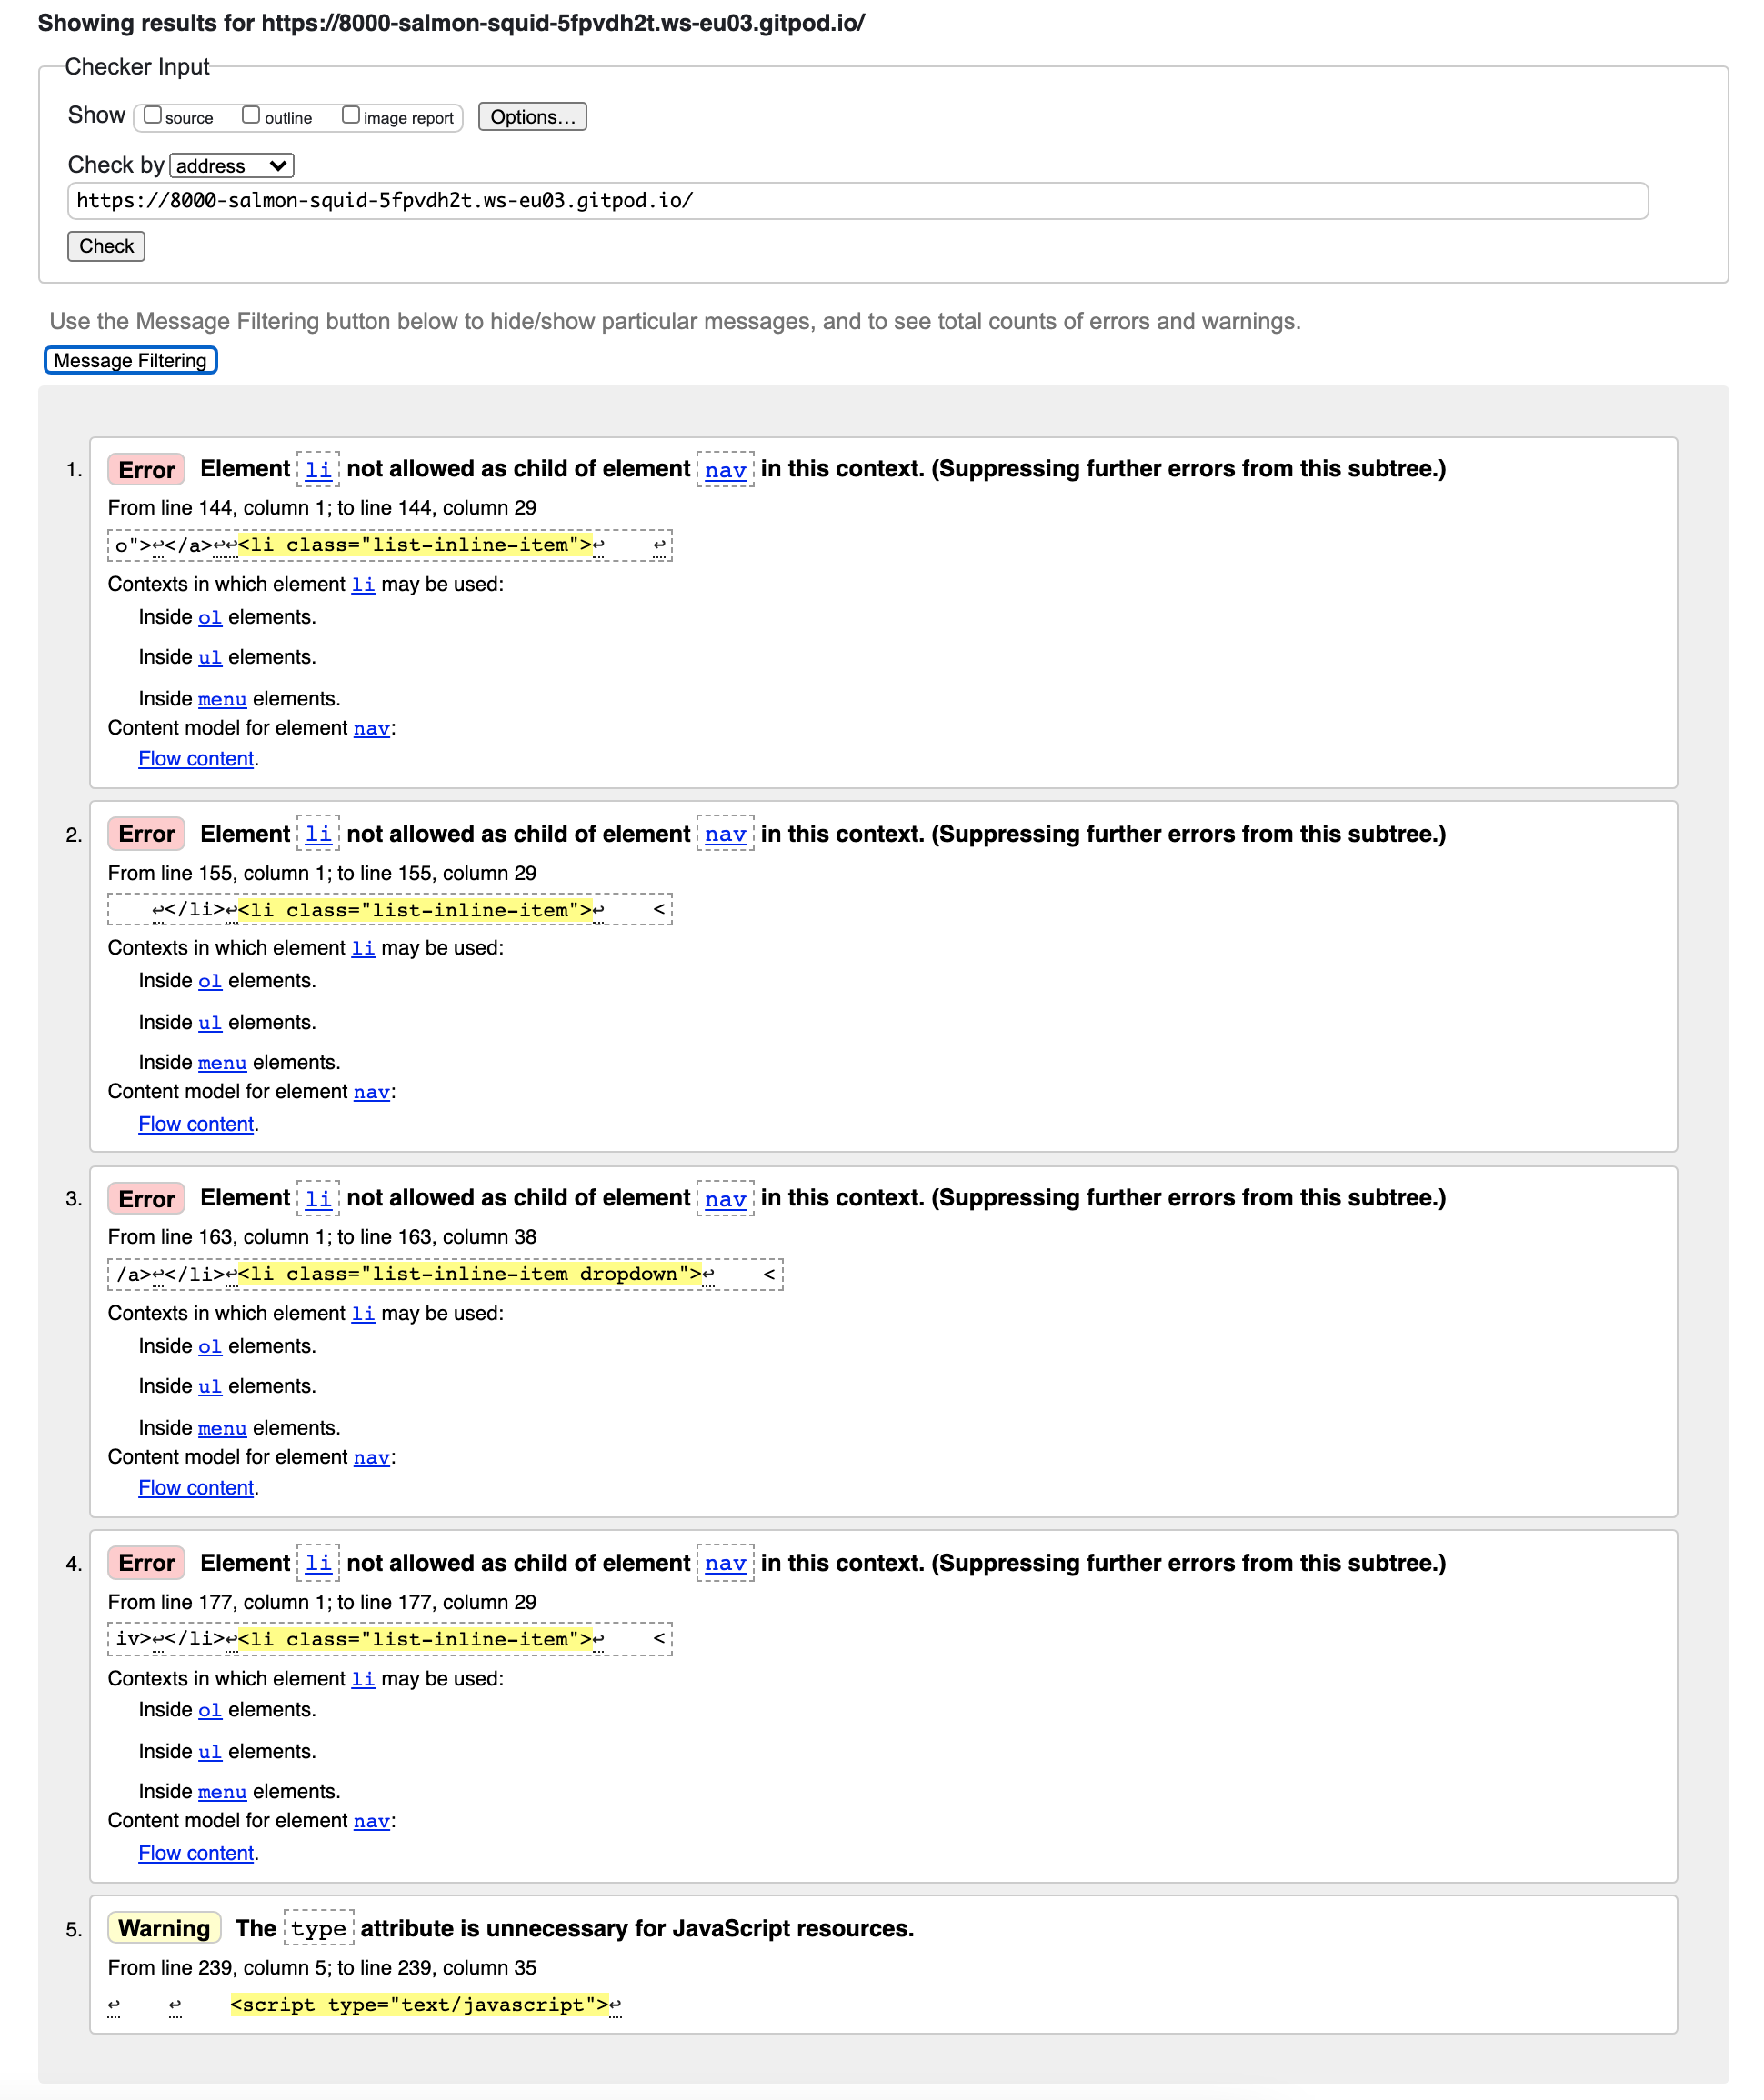 Showing results for https://8000-salmon-squid-5fpvdh2t.ws-eu03.gitpod.io/
Checker Input
Show source outline image report Options...
Check by address
https://8000-salmon-squid-5fpvdh2t.ws-eu03.gitpod.io/
Check
Use the Message Filtering button below to hide/show particular messages, and to see total counts of errors and warnings.
Message Filtering
1. Error Element li not allowed as child of element nav in this context. (Suppressing further errors from this subtree.)
From line 144, column 1; to line 144, column 29
o">↩</a>↩↩<li class="list-inline-item">↩ ↩
Contexts in which element li may be used:
Inside ol elements.
Inside ul elements.
Inside menu elements.
Content model for element nav:
Flow content.
2. Error Element li not allowed as child of element nav in this context. (Suppressing further errors from this subtree.)
From line 155, column 1; to line 155, column 29
↩</li>↩<li class="list-inline-item">↩ <
Contexts in which element li may be used:
Inside ol elements.
Inside ul elements.
Inside menu elements.
Content model for element nav:
Flow content.
3. Error Element li not allowed as child of element nav in this context. (Suppressing further errors from this subtree.)
From line 163, column 1; to line 163, column 38
/a>↩</li>↩<li class="list-inline-item dropdown">↩ <
Contexts in which element li may be used:
Inside ol elements.
Inside ul elements.
Inside menu elements.
Content model for element nav:
Flow content.
4. Error Element li not allowed as child of element nav in this context. (Suppressing further errors from this subtree.)
From line 177, column 1; to line 177, column 29
iv>↩</li>↩<li class="list-inline-item">↩ <
Contexts in which element li may be used:
Inside ol elements.
Inside ul elements.
Inside menu elements.
Content model for element nav:
Flow content.
5. Warning The type attribute is unnecessary for JavaScript resources.
From line 239, column 5; to line 239, column 35
↩ ↩ <script type="text/javascript">↩